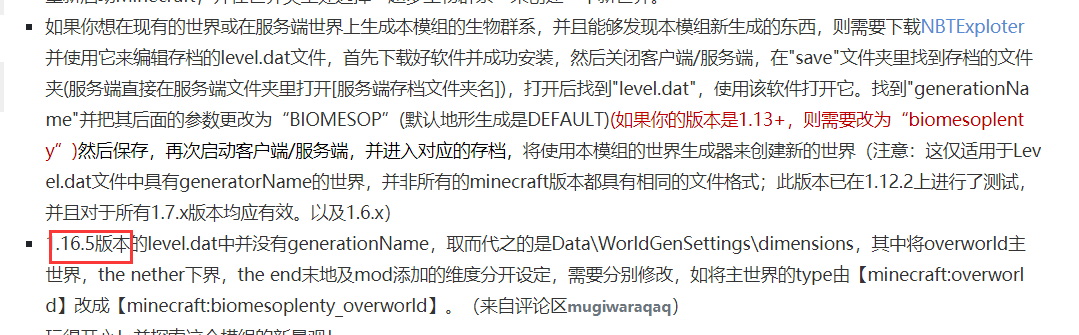 如果你想在现有的世界或在服务端世界上生成本模组的生物群系，并且能够发现本模组新生成的东西，则需要下载NBTExploter
并使用它来编辑存档的level.dat文件，首先下载好软件并成功安装，然后关闭客户端/服务端，在"save"文件夹里找到存档的文件
夹(服务端直接在服务端文件夹里打开[服务端存档文件夹名])，打开后找到"level.dat"，使用该软件打开它。找到"generationNa
me"并把其后面的参数更改为“BIOMESOP”(默认地形生成是DEFAULT)(如果你的版本是1.13+，则需要改为“biomesoplent
y”)然后保存，再次启动客户端/服务端，并进入对应的存档，将使用本模组的世界生成器来创建新的世界（注意：这仅适用于Lev
el.dat文件中具有generatorName的世界，并非所有的minecraft版本都具有相同的文件格式；此版本已在1.12.2上进行了测试，
并且对于所有1.7.x版本均应有效。以及1.6.x）
1.16.5版本的level.dat中并没有generationName，取而代之的是Data\WorldGenSettings\dimensions，其中将overworld主
世界，the nether下界，the end末地及mod添加的维度分开设定，需要分别修改，如将主世界的type由【minecraft:overworl
d】改成【minecraft:biomesoplenty_overworld】。（来自评论区mugiwaraqaq）